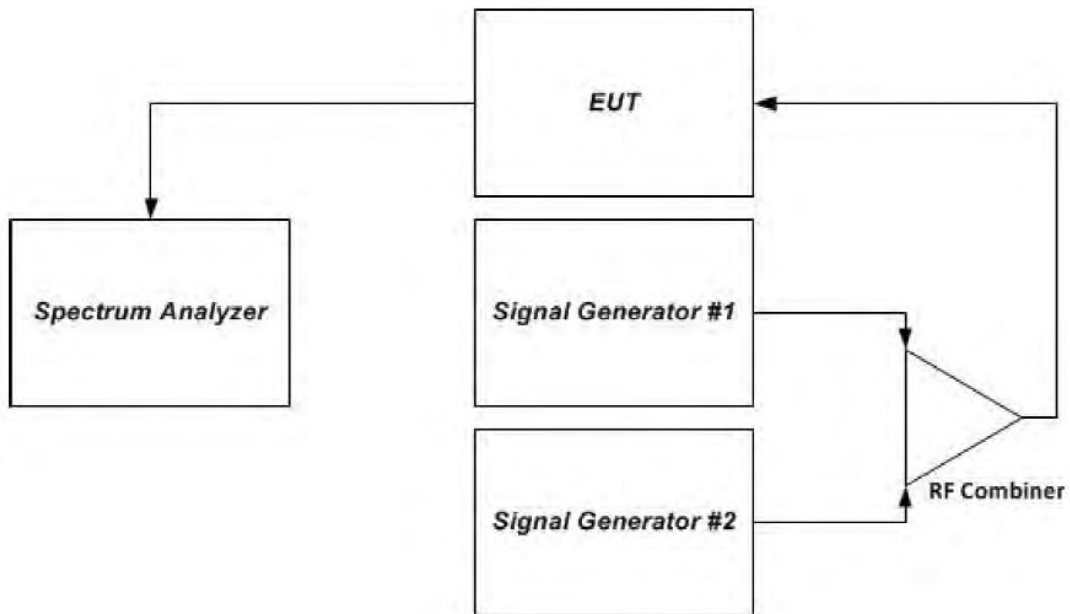 EUT
Spectrum Analyzer
Signal Generator #1
RF Combiner
Signal Generator #2